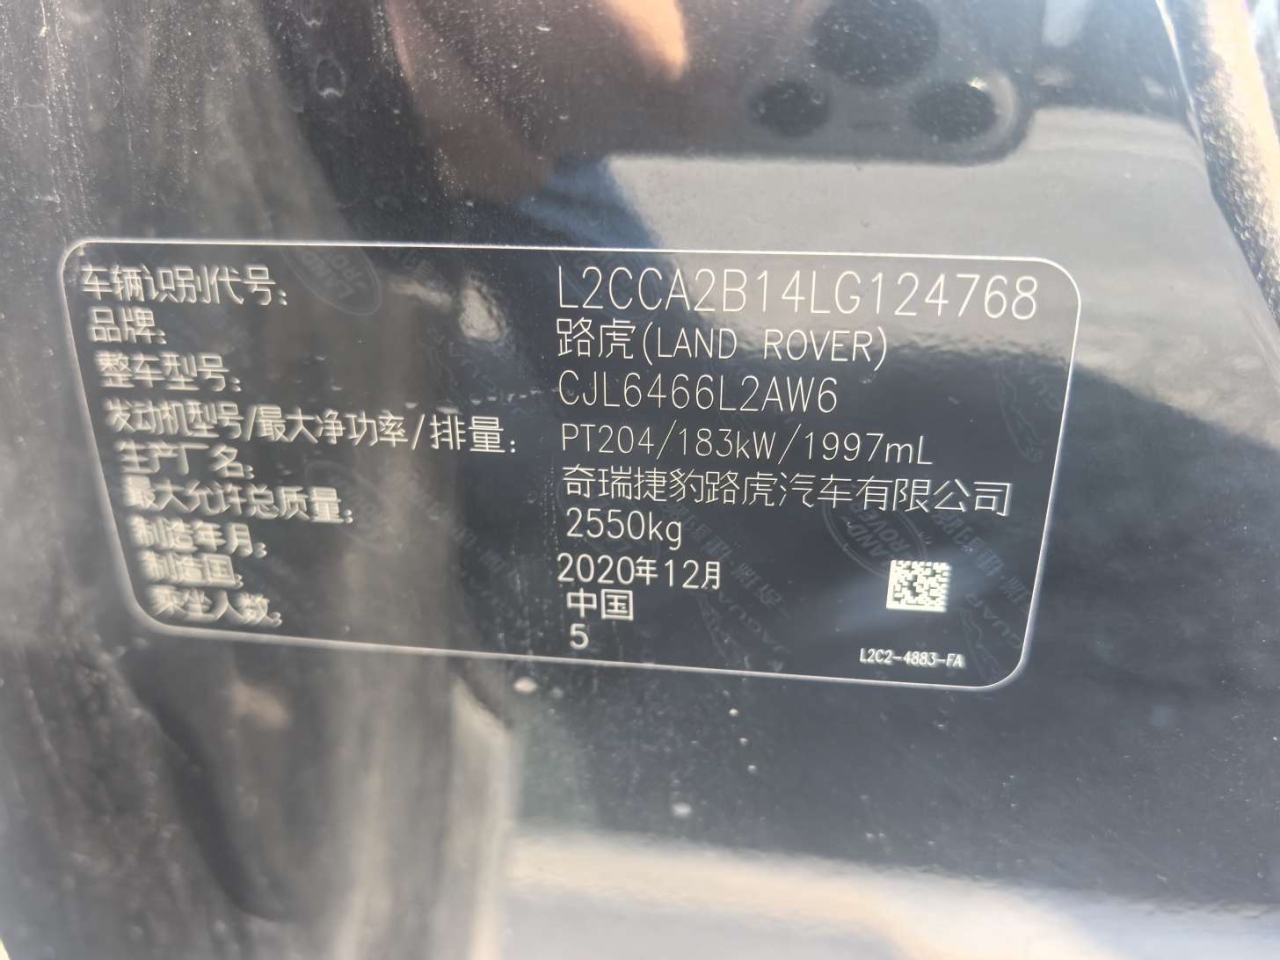 车辆识别代号: L2CCA2B14LG124768
品牌: 路虎(LAND ROVER)
整车型号: CJL6466L2AW6
发动机型号/最大净功率/排量: PT204/183kW/1997mL
生产厂名: 奇瑞捷豹路虎汽车有限公司
最大允许总质量: 2550kg
制造年月: 2020年12月
制造国: 中国
乘坐人数: 5
L2C2-4883-FA